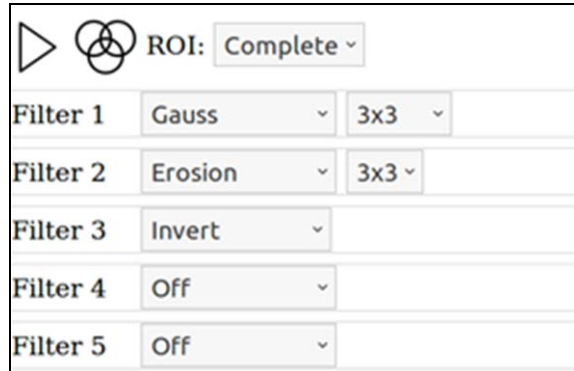 ROI: Complete
Filter 1 Gauss 3x3
Filter 2 Erosion 3x3
Filter 3 Invert
Filter 4 Off
Filter 5 Off